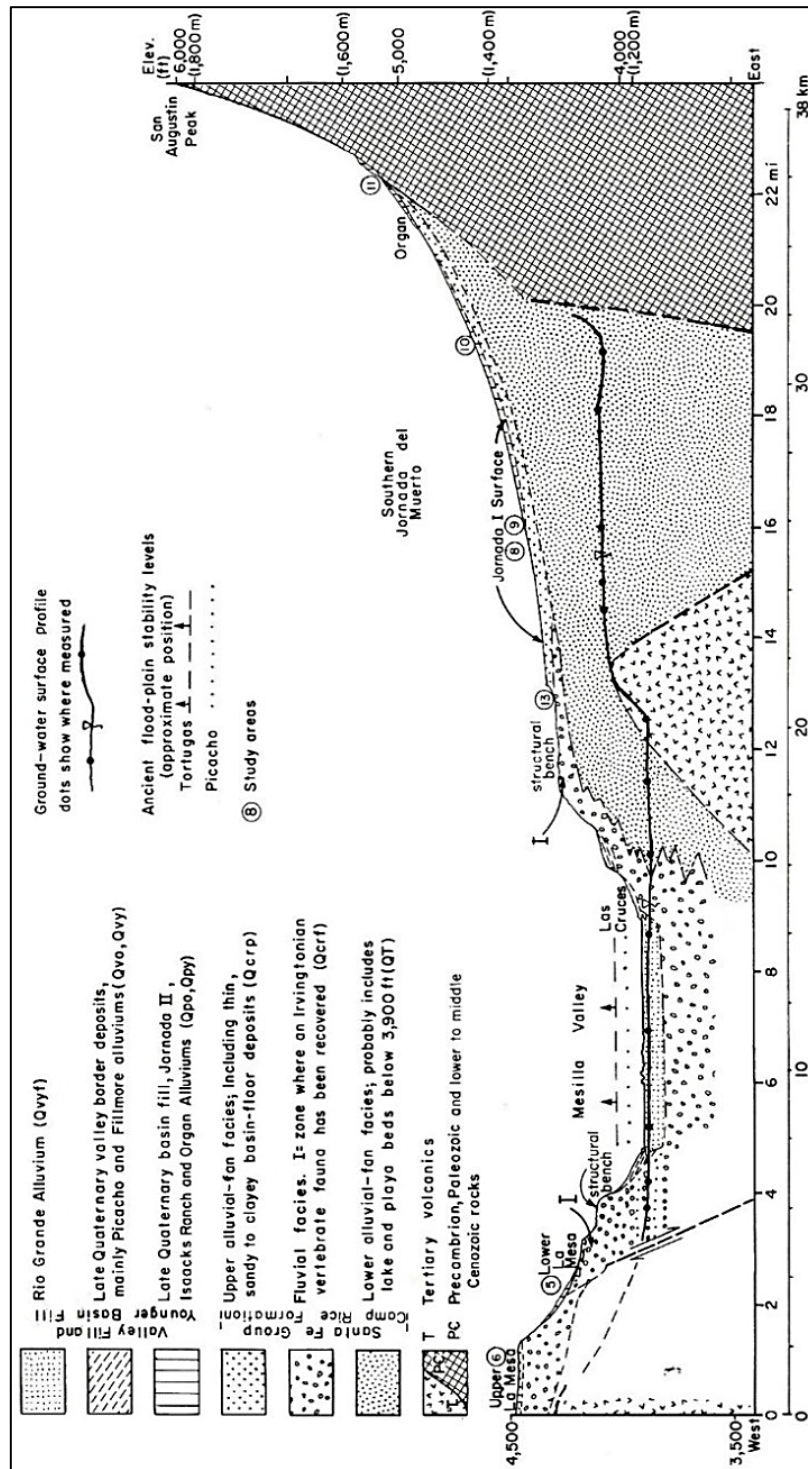 Valley Fill and
Younger Basin Fill
Santa Fe Group
(Camp Rice Formation)
Rio Grande Alluvium (Qvyf)
Late Quaternary valley border deposits,
mainly Picacho and Fillmore alluviums (Qvo,Qvy)
Late Quaternary basin fill, Jornada II,
Isaacks Ranch and Organ Alluviums (Qpo,Qpy)
Upper alluvial-fan facies; including thin,
sandy to clayey basin-floor deposits (Qcrp)
Fluvial facies. I= zone where an Irvingtonian
vertebrate fauna has been recovered (Qcrf)
Lower alluvial-fan facies; probably includes
lake and playa beds below 3,900 ft (QT)
T PC
T Tertiary volcanics
PC Precambrian, Paleozoic and lower to middle
Cenozoic rocks
Ground-water surface profile
dots show where measured
Ancient flood-plain stability levels
(approximate position)
Tortugas
Picacho
8 Study areas
Elev.
(ft)
6,000
(1,800 m)
(1,600 m)
5,000
(1,400 m)
4,000
(1,200 m)
San
Augustin
Peak
11
Organ
10
Southern
Jornada del
Muerto
Jornada I Surface
9
8
13
structural
bench
I
Las
Cruces
Mesilla Valley
structural
bench
I
5 Lower
La
Mesa
Upper 6
La Mesa
4,500
3,500
West
East
0 2 4 6 8 10 12 14 16 18 20 22 mi
0 10 20 30 38 km